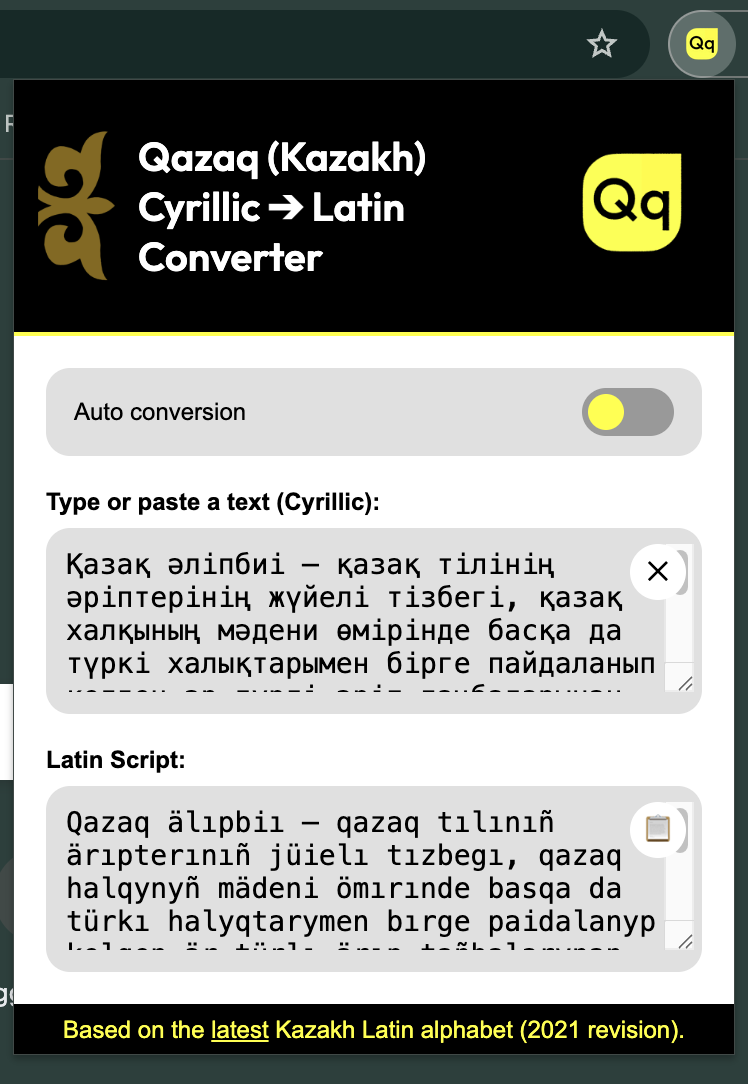 Qq
Qazaq (Kazakh)
Cyrillic ➔ Latin
Converter
Qq
Auto conversion
Type or paste a text (Cyrillic):
Қазақ әліпбиі – қазақ тілінің
әріптерінің жүйелі тізбегі, қазақ
халқының мәдени өмірінде басқа да
түркі халықтарымен бірге пайдаланып
Latin Script:
Qazaq älıpbiı – qazaq tılınıñ
ärıpterınıñ jüielı tızbegı, qazaq
halqynyñ mädeni ömırınde basqa da
türkı halyqtarymen bırge paidalanyp
Based on the latest Kazakh Latin alphabet (2021 revision).